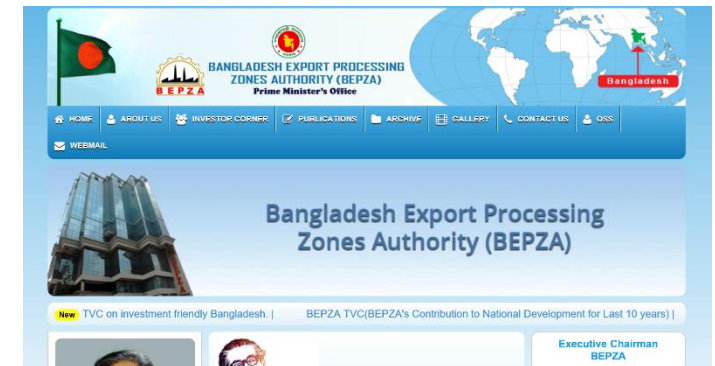 BANGLADESH EXPORT PROCESSING
ZONES AUTHORITY (BEPZA)
Prime Minister's Office
BEPZA
Bangladesh
HOME ABOUT US INVESTOR CORNER PUBLICATIONS ARCHIVE GALLERY CONTACT US OSS
WEBMAIL
Bangladesh Export Processing
Zones Authority (BEPZA)
BEPZA
New TVC on investment friendly Bangladesh. | BEPZA TVC(BEPZA's Contribution to National Development for Last 10 years) |
Executive Chairman
BEPZA